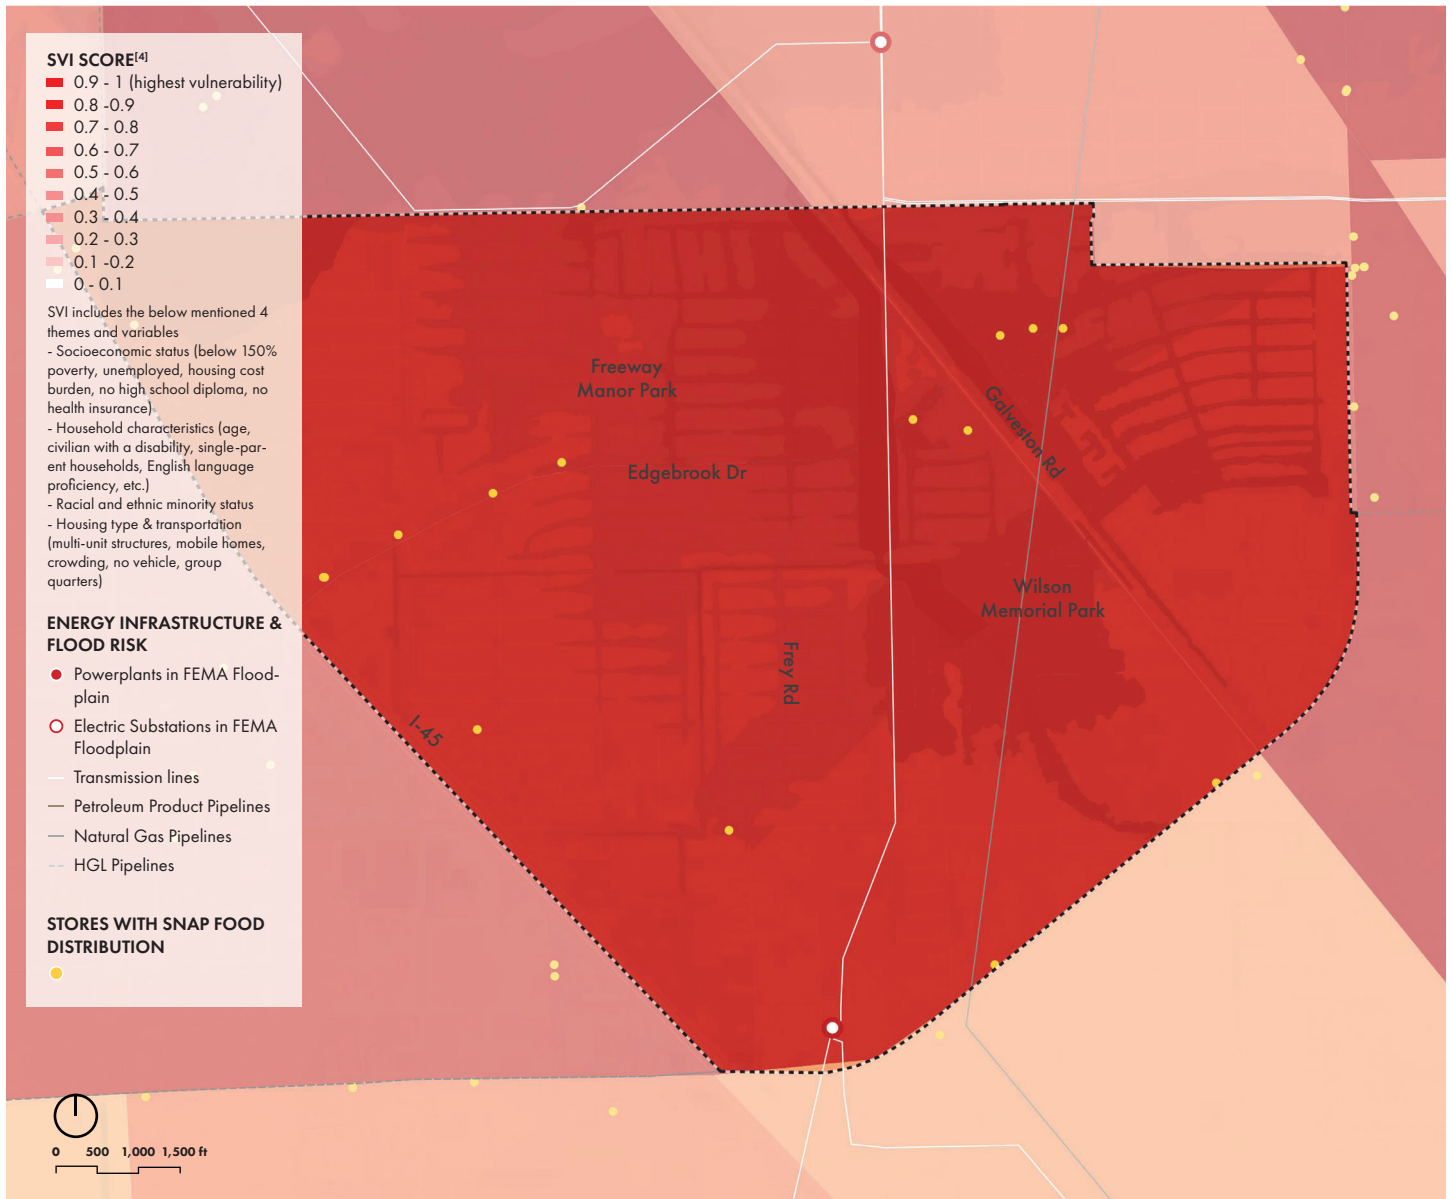 SVI SCORE[4]
0.9 - 1 (highest vulnerability)
0.8 -0.9
0.7 - 0.8
0.6 - 0.7
0.5 - 0.6
0.4 - 0.5
0.3 - 0.4
0.2 - 0.3
0.1 -0.2
0 - 0.1
SVI includes the below mentioned 4
themes and variables
- Socioeconomic status (below 150%
poverty, unemployed, housing cost
burden, no high school diploma, no
health insurance)
- Household characteristics (age,
civilian with a disability, single-par-
ent households, English language
proficiency, etc.)
- Racial and ethnic minority status
- Housing type & transportation
(multi-unit structures, mobile homes,
crowding, no vehicle, group
quarters)
ENERGY INFRASTRUCTURE &
FLOOD RISK
Powerplants in FEMA Flood-
plain
Electric Substations in FEMA
Floodplain
Transmission lines
Petroleum Product Pipelines
Natural Gas Pipelines
HGL Pipelines
STORES WITH SNAP FOOD
DISTRIBUTION
0 500 1,000 1,500 ft
Freeway
Manor Park
Edgebrook Dr
Galveston Rd
Wilson
Memorial Park
Frey Rd
I-45